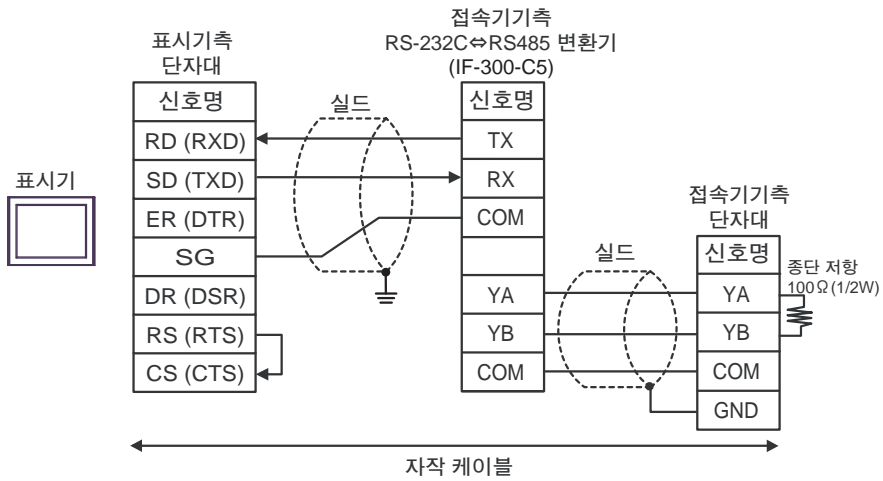 표시기
표시기측
단자대
신호명
RD (RXD)
SD (TXD)
ER (DTR)
SG
DR (DSR)
RS (RTS)
CS (CTS)
실드
접속기기측
RS-232C⇔RS485 변환기
(IF-300-C5)
신호명
TX
RX
COM
YA
YB
COM
실드
접속기기측
단자대
신호명
YA
YB
COM
GND
종단 저항
100Ω(1/2W)
자작 케이블